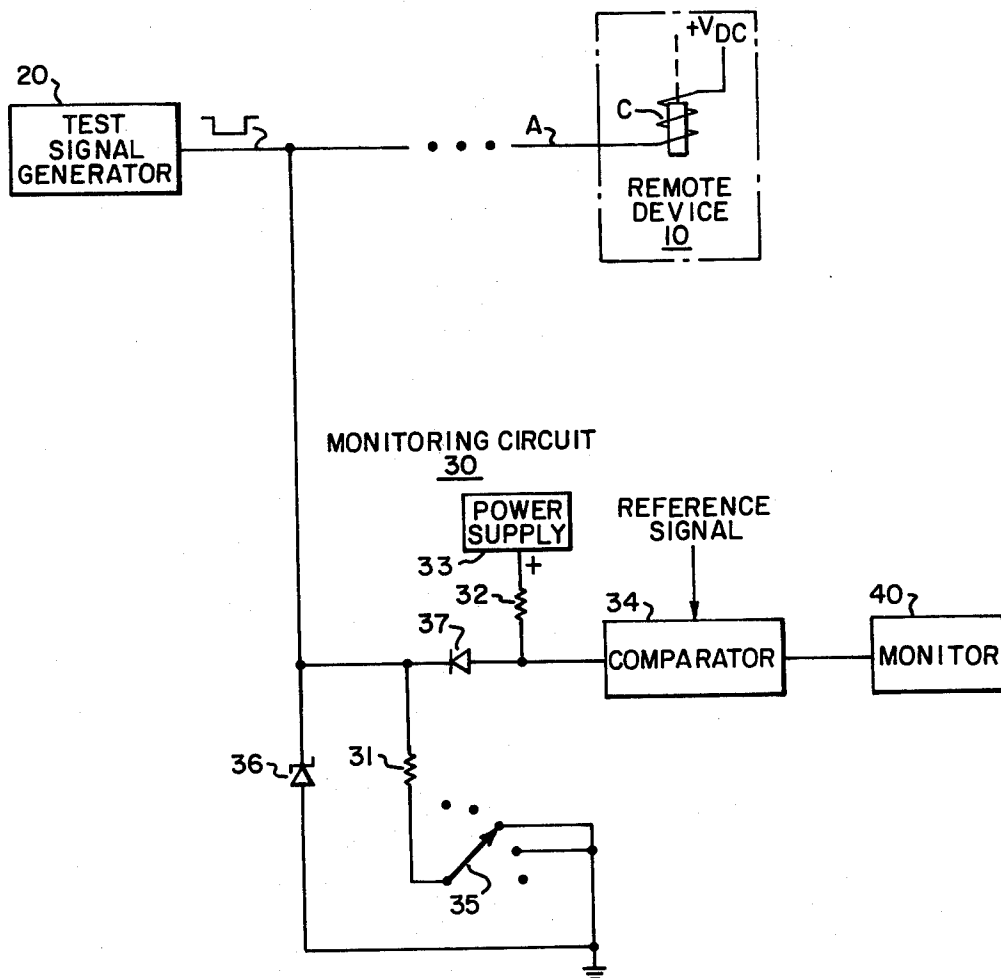 +VDC
20
TEST
SIGNAL
GENERATOR
A
C
REMOTE
DEVICE
10
MONITORING CIRCUIT
30
POWER
SUPPLY
33
+
REFERENCE
SIGNAL
32
37
34
COMPARATOR
40
MONITOR
36
31
35